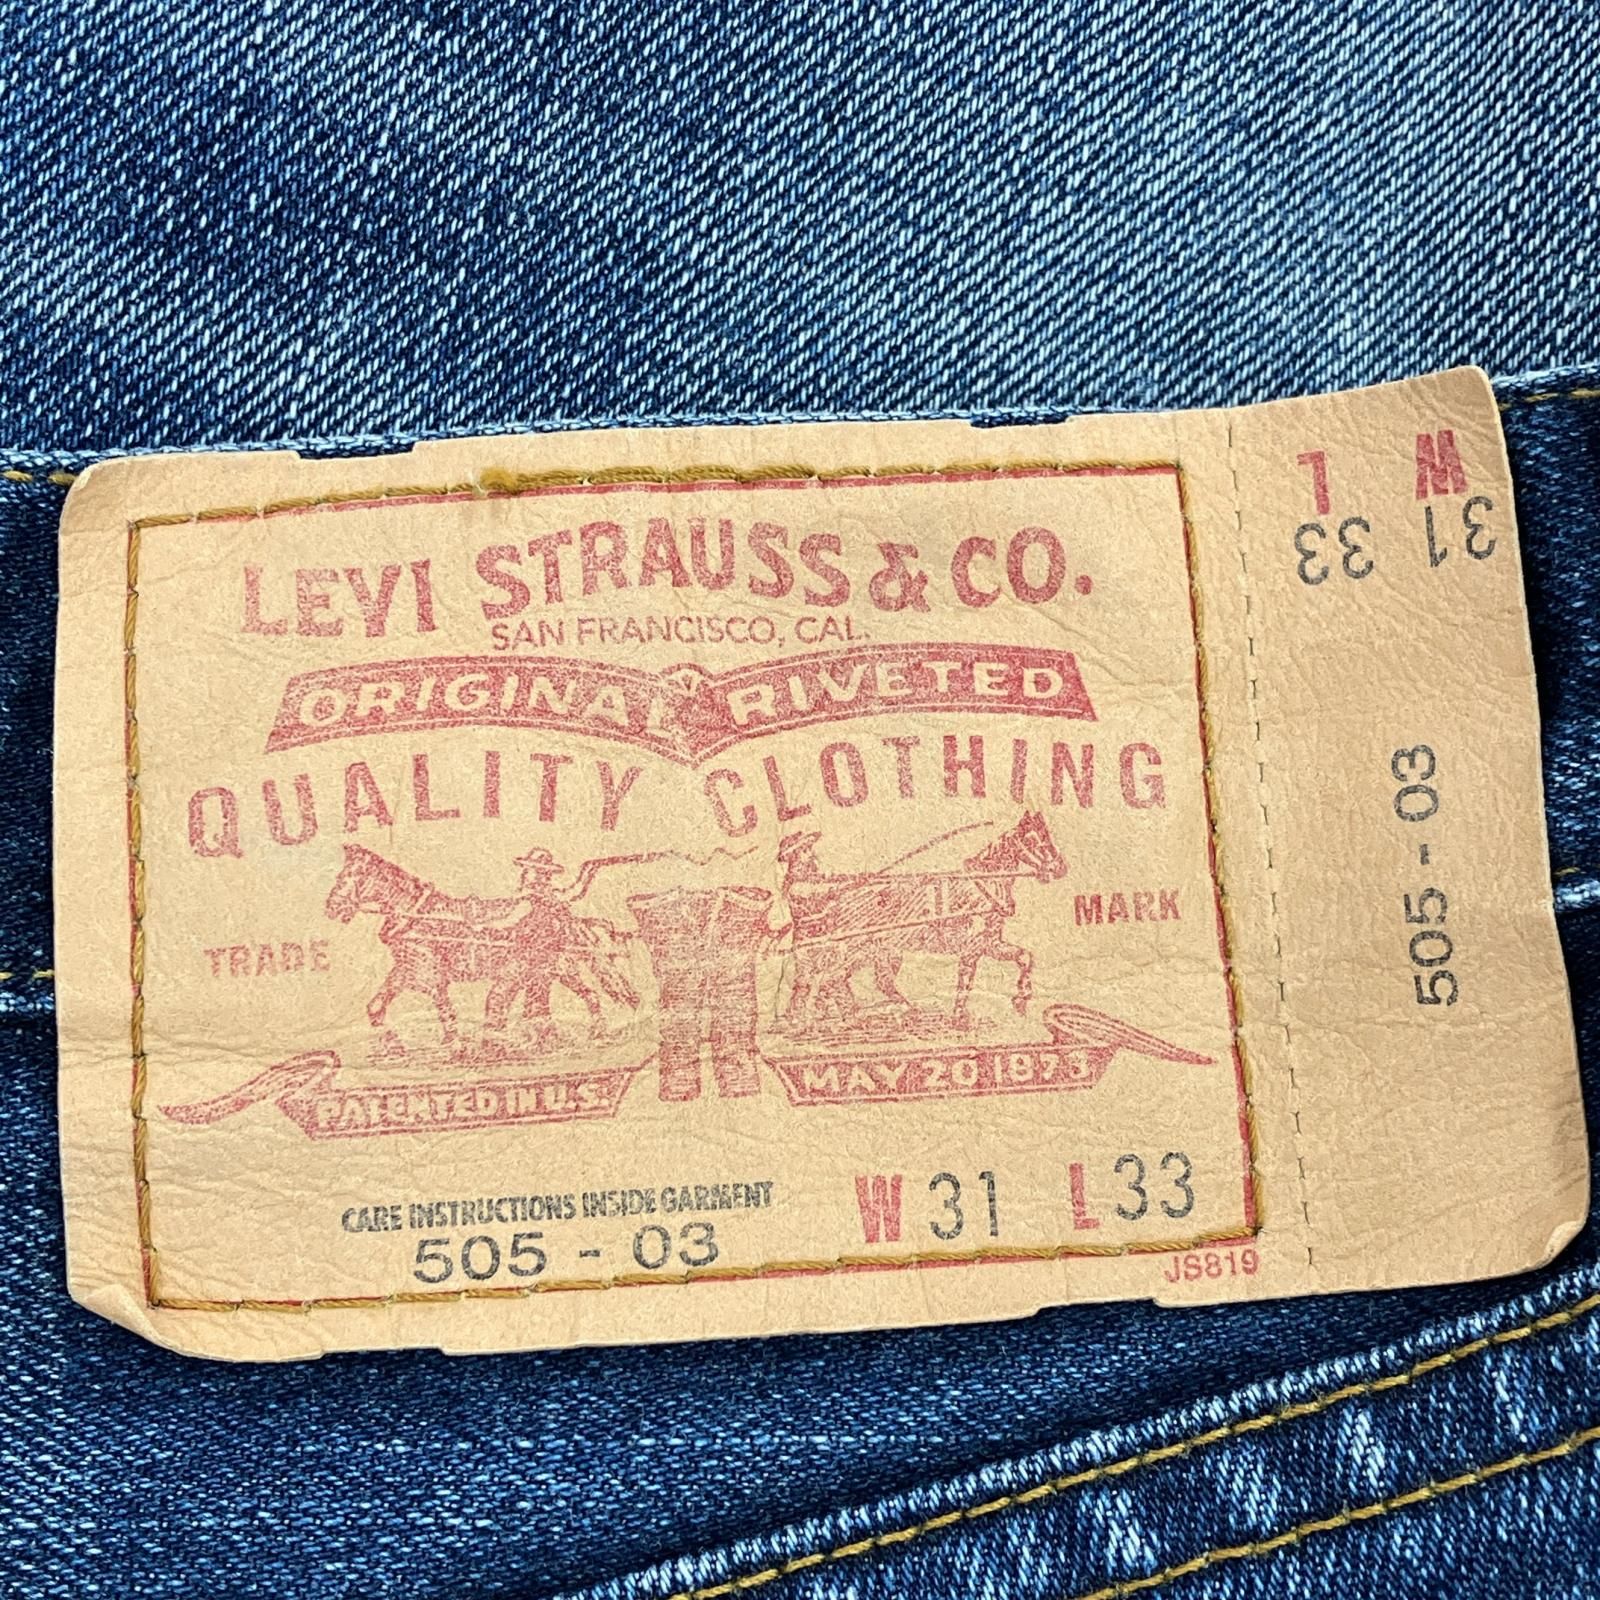 LEVI STRAUSS & CO.
SAN FRANCISCO, CAL.
ORIGINAL RIVETED
QUALITY CLOTHING
TRADE MARK
PATENTED IN U.S. MAY 20 1873
CARE INSTRUCTIONS INSIDE GARMENT
505 - 03
W 31 L 33
JS819
W 31 L 33
505 - 03